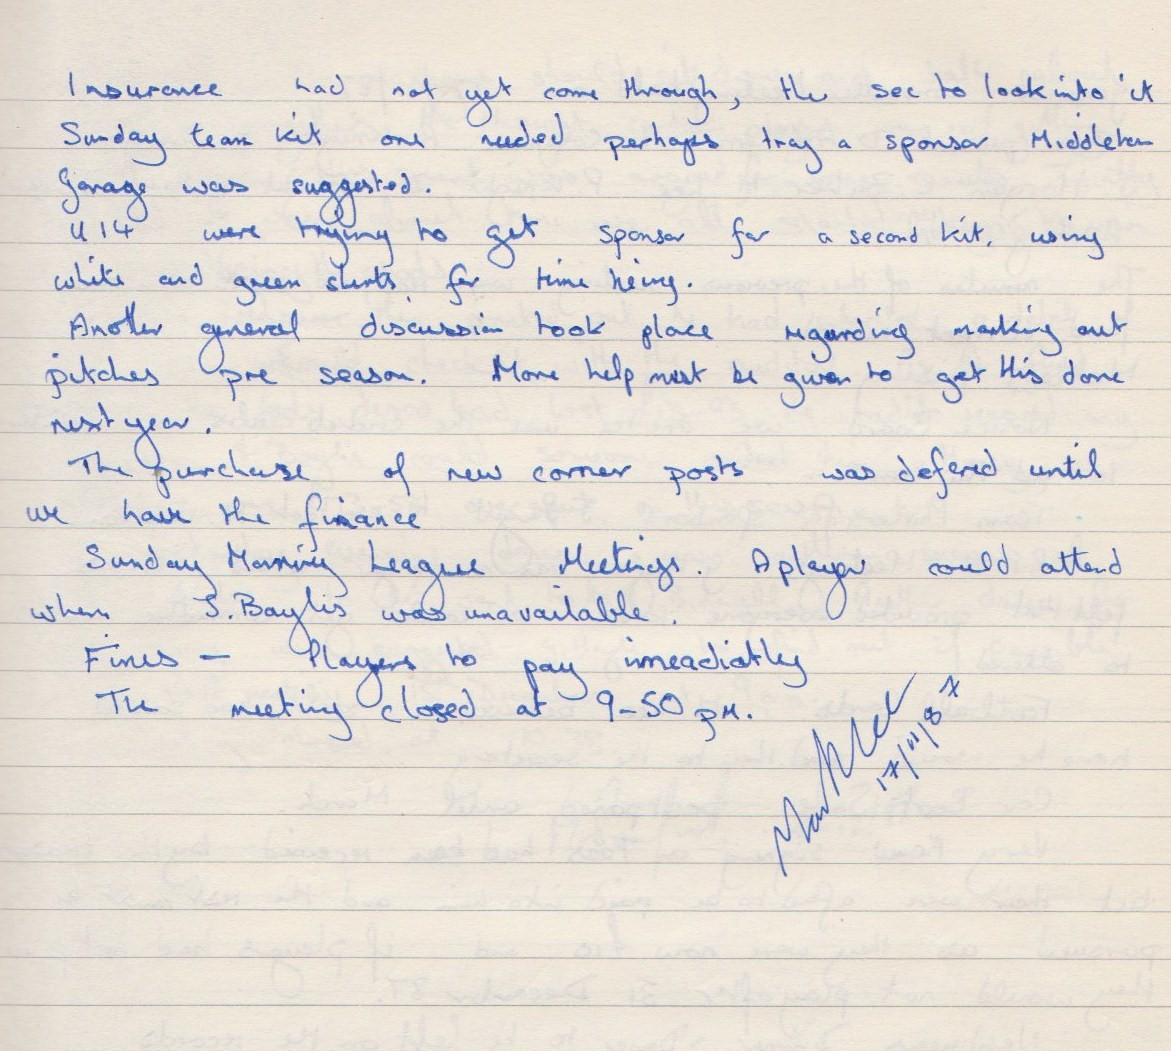 Insurance had not yet come through, the sec to look into it
Sunday team kit one needed perhaps tray a sponsor Middleton
Garage was suggested.
U14 were trying to get sponsor for a second kit, using
white and green shirts, for time being.
Another general discussion took place regarding marking out
pitches pre season. More help must be given to get this done
next year.
The purchase of new corner posts was defered until
we have the finance
Sunday Morning League Meetings. A player could attend
when S. Baylis was unavailable.
Fines - Players to pay imeadiatley
The meeting closed at 9-50 pm.
17/11/87